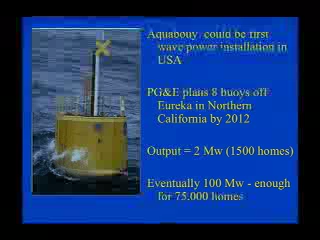 Aquabouy could be first
wave power installation in
USA
PG&E plans 8 buoys off
Eureka in Northern
California by 2012
Output = 2 Mw (1500 homes)
Eventually 100 Mw - enough
for 75,000 homes